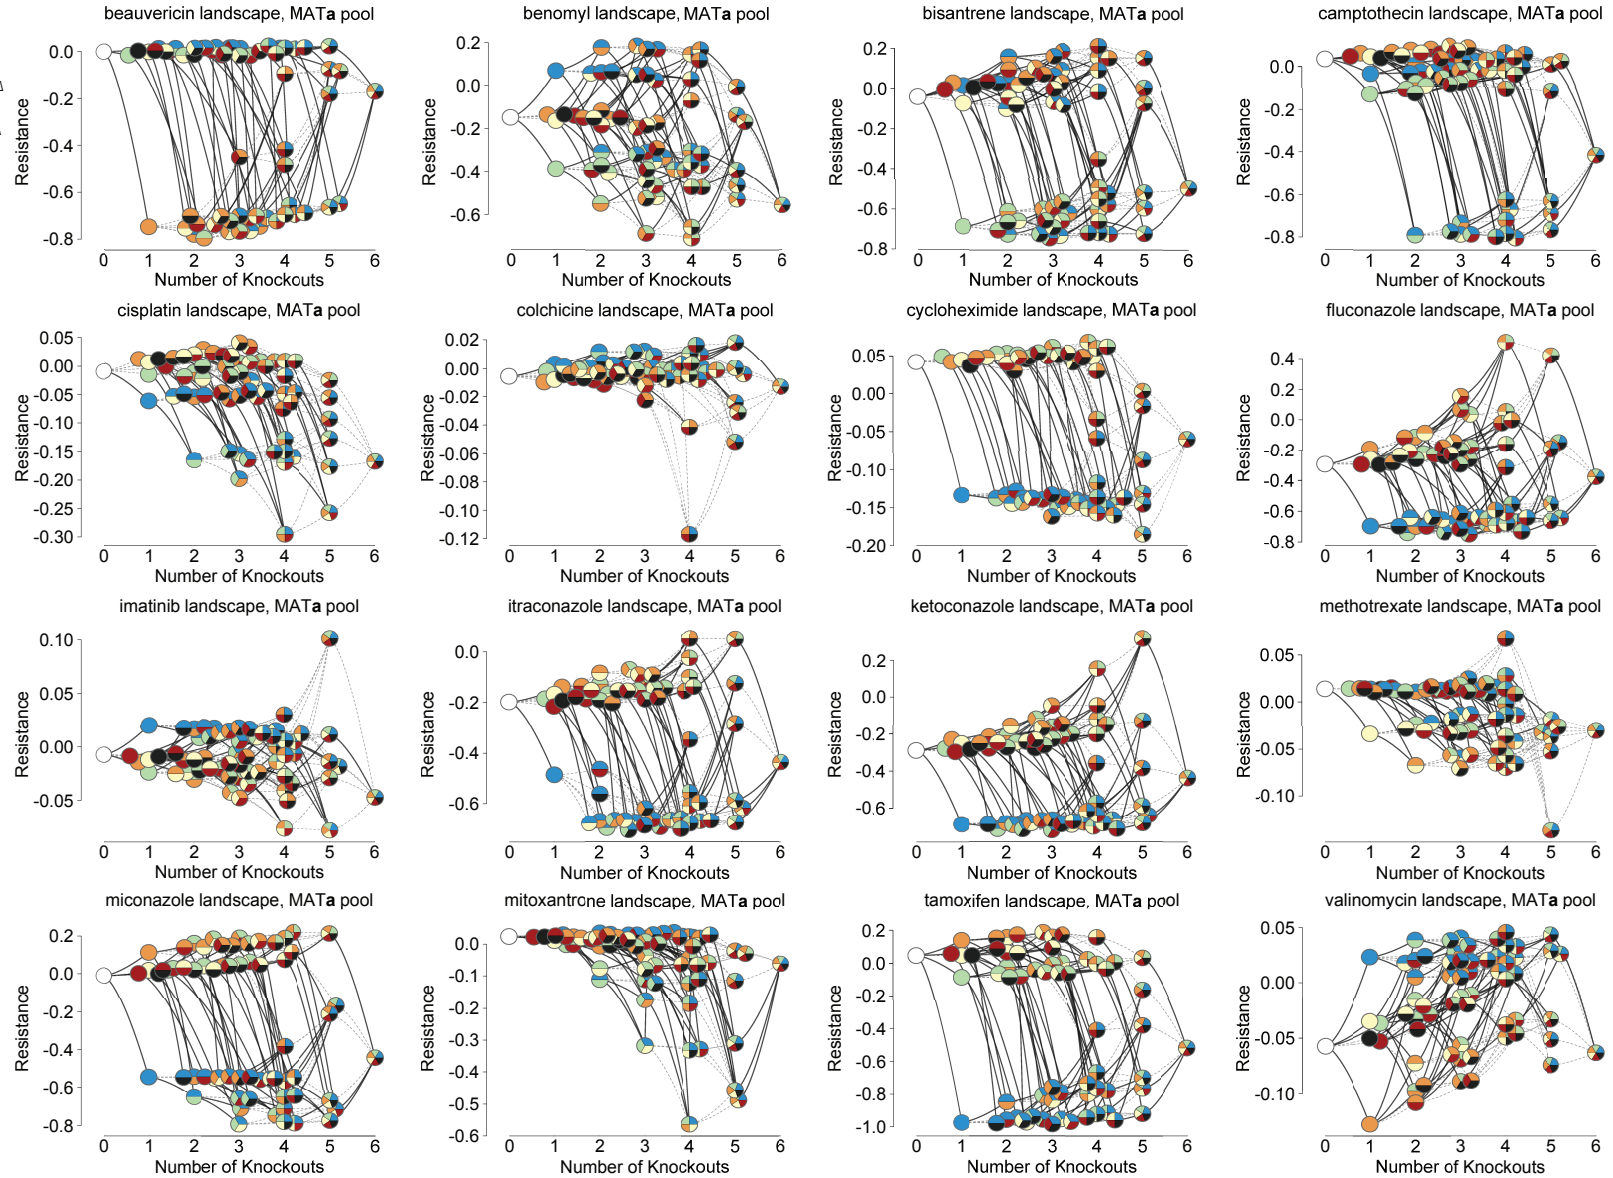 beauvericin landscape, MATa pool
benomyl landscape, MATa pool
bisantrene landscape, MATa pool
camptothecin landscape, MATa pool
Resistance
0.0
-0.2
-0.4
-0.6
-0.8
0 1 2 3 4 5 6
Number of Knockouts
Resistance
0.2
0.0
-0.2
-0.4
-0.6
0 1 2 3 4 5 6
Number of Knockouts
Resistance
0.2
0.0
-0.2
-0.4
-0.6
-0.8
0 1 2 3 4 5 6
Number of Knockouts
Resistance
0.0
-0.2
-0.4
-0.6
-0.8
0 1 2 3 4 5 6
Number of Knockouts
cisplatin landscape, MATa pool
colchicine landscape, MATa pool
cycloheximide landscape, MATa pool
fluconazole landscape, MATa pool
Resistance
0.05
0.00
-0.05
-0.10
-0.15
-0.20
-0.25
-0.30
0 1 2 3 4 5 6
Number of Knockouts
Resistance
0.02
0.00
-0.02
-0.04
-0.06
-0.08
-0.10
-0.12
0 1 2 3 4 5 6
Number of Knockouts
Resistance
0.05
0.00
-0.05
-0.10
-0.15
-0.20
0 1 2 3 4 5 6
Number of Knockouts
Resistance
0.4
0.2
0.0
-0.2
-0.4
-0.6
-0.8
0 1 2 3 4 5 6
Number of Knockouts
imatinib landscape, MATa pool
itraconazole landscape, MATa pool
ketoconazole landscape, MATa pool
methotrexate landscape, MATa pool
Resistance
0.10
0.05
0.00
-0.05
0 1 2 3 4 5 6
Number of Knockouts
Resistance
0.0
-0.2
-0.4
-0.6
0 1 2 3 4 5 6
Number of Knockouts
Resistance
0.2
0.0
-0.2
-0.4
-0.6
0 1 2 3 4 5 6
Number of Knockouts
Resistance
0.05
0.00
-0.05
-0.10
0 1 2 3 4 5 6
Number of Knockouts
miconazole landscape, MATa pool
mitoxantrone landscape, MATa pool
tamoxifen landscape, MATa pool
valinomycin landscape, MATa pool
Resistance
0.2
0.0
-0.2
-0.4
-0.6
-0.8
0 1 2 3 4 5 6
Number of Knockouts
Resistance
0.0
-0.1
-0.2
-0.3
-0.4
-0.5
-0.6
0 1 2 3 4 5 6
Number of Knockouts
Resistance
0.2
0.0
-0.2
-0.4
-0.6
-0.8
-1.0
0 1 2 3 4 5 6
Number of Knockouts
Resistance
0.05
0.00
-0.05
-0.10
0 1 2 3 4 5 6
Number of Knockouts